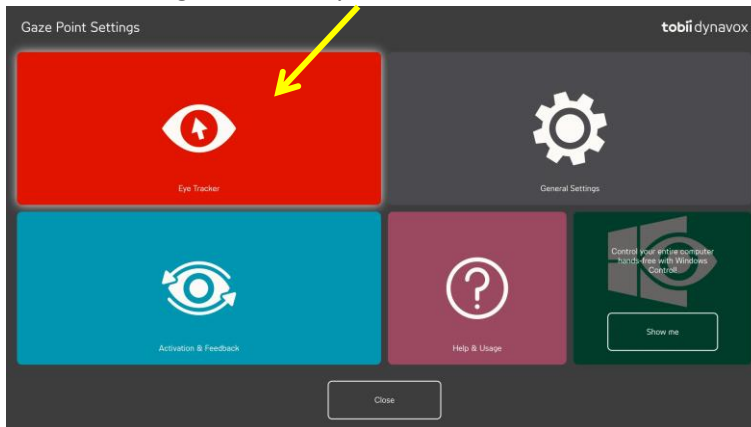 Gaze Point Settings
tobii dynavox
Eye Tracker
General Settings
Activation & Feedback
Help & Usage
Control your entire computer
hands-free with Windows
Control!
Show me
Close